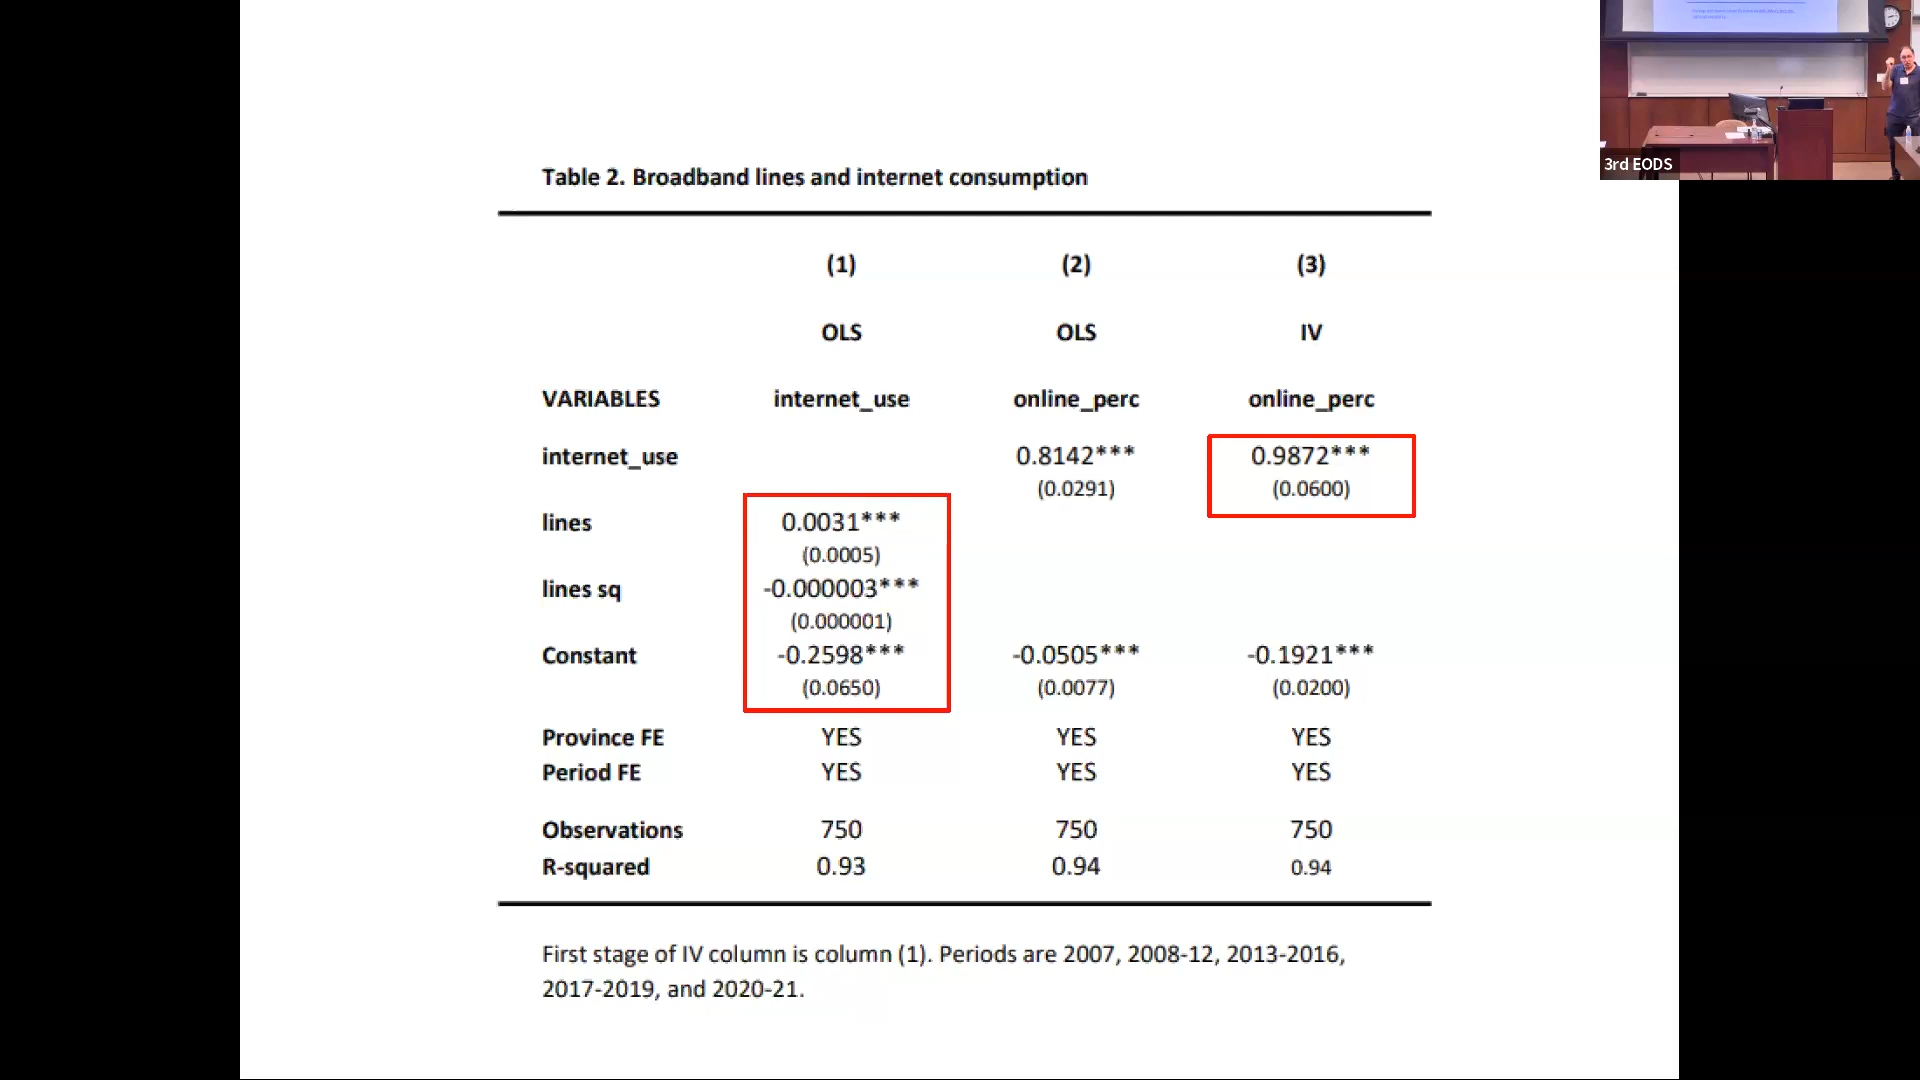 3rd EODS
Table 2. Broadband lines and internet consumption
(1) (2) (3)
OLS OLS IV
VARIABLES internet_use online_perc online_perc
internet_use 0.8142*** 0.9872***
(0.0291) (0.0600)
lines 0.0031***
(0.0005)
lines sq -0.000003***
(0.000001)
Constant -0.2598*** -0.0505*** -0.1921***
(0.0650) (0.0077) (0.0200)
Province FE YES YES YES
Period FE YES YES YES
Observations 750 750 750
R-squared 0.93 0.94 0.94
First stage of IV column is column (1). Periods are 2007, 2008-12, 2013-2016,
2017-2019, and 2020-21.